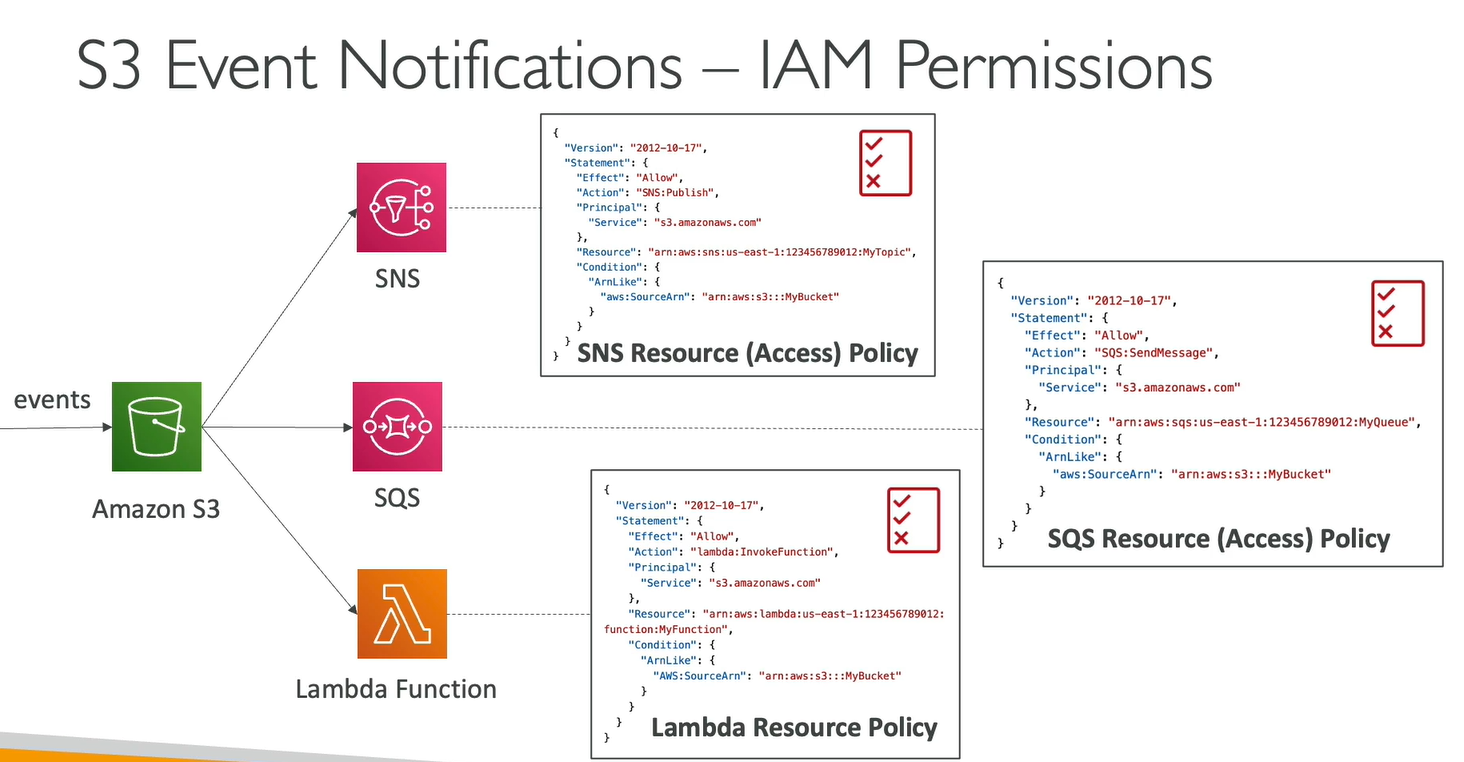 S3 Event Notifications – IAM Permissions
{
"Version": "2012-10-17",
"Statement": {
"Effect": "Allow",
"Action": "SNS:Publish",
"Principal": {
"Service": "s3.amazonaws.com"
},
"Resource": "arn:aws:sns:us-east-1:123456789012:MyTopic",
"Condition": {
"ArnLike": {
"aws:SourceArn": "arn:aws:s3:::MyBucket"
}
}
}
}
SNS Resource (Access) Policy
SNS
{
"Version": "2012-10-17",
"Statement": {
"Effect": "Allow",
"Action": "SQS:SendMessage",
"Principal": {
"Service": "s3.amazonaws.com"
},
"Resource": "arn:aws:sqs:us-east-1:123456789012:MyQueue",
"Condition": {
"ArnLike": {
"aws:SourceArn": "arn:aws:s3:::MyBucket"
}
}
}
}
SQS Resource (Access) Policy
events
Amazon S3
SQS
{
"Version": "2012-10-17",
"Statement": {
"Effect": "Allow",
"Action": "lambda:InvokeFunction",
"Principal": {
"Service": "s3.amazonaws.com"
},
"Resource": "arn:aws:lambda:us-east-1:123456789012:
function:MyFunction",
"Condition": {
"ArnLike": {
"AWS:SourceArn": "arn:aws:s3:::MyBucket"
}
}
}
}
Lambda Resource Policy
Lambda Function